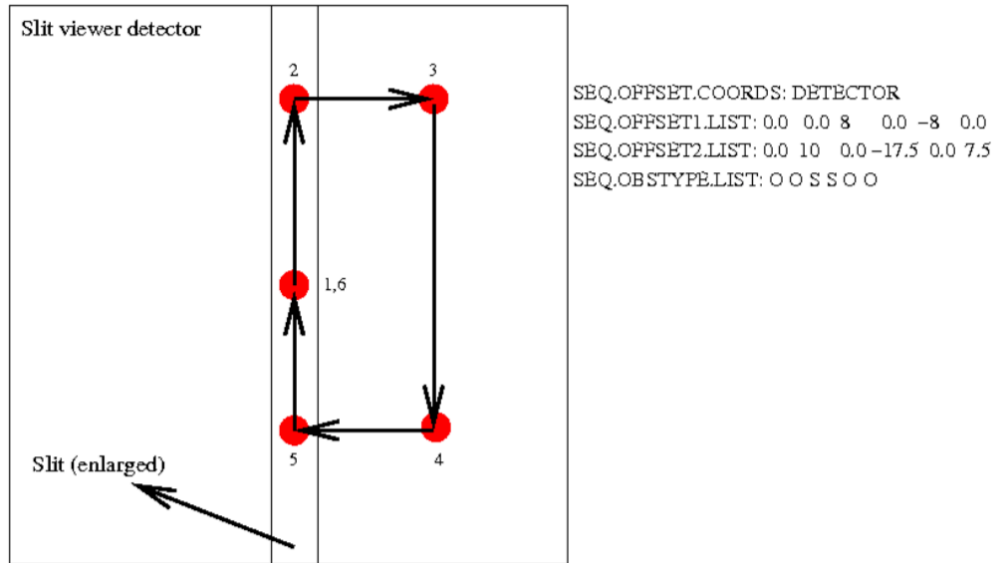 Slit viewer detector
2
3
SEQ.OFFSET.COORDS: DETECTOR
SEQ.OFFSET1.LIST: 0.0 0.0 8 0.0 -8 0.0
SEQ.OFFSET2.LIST: 0.0 10 0.0 -17.5 0.0 7.5
SEQ.OBSTYPE.LIST: O O S S O O
1,6
5
4
Slit (enlarged)